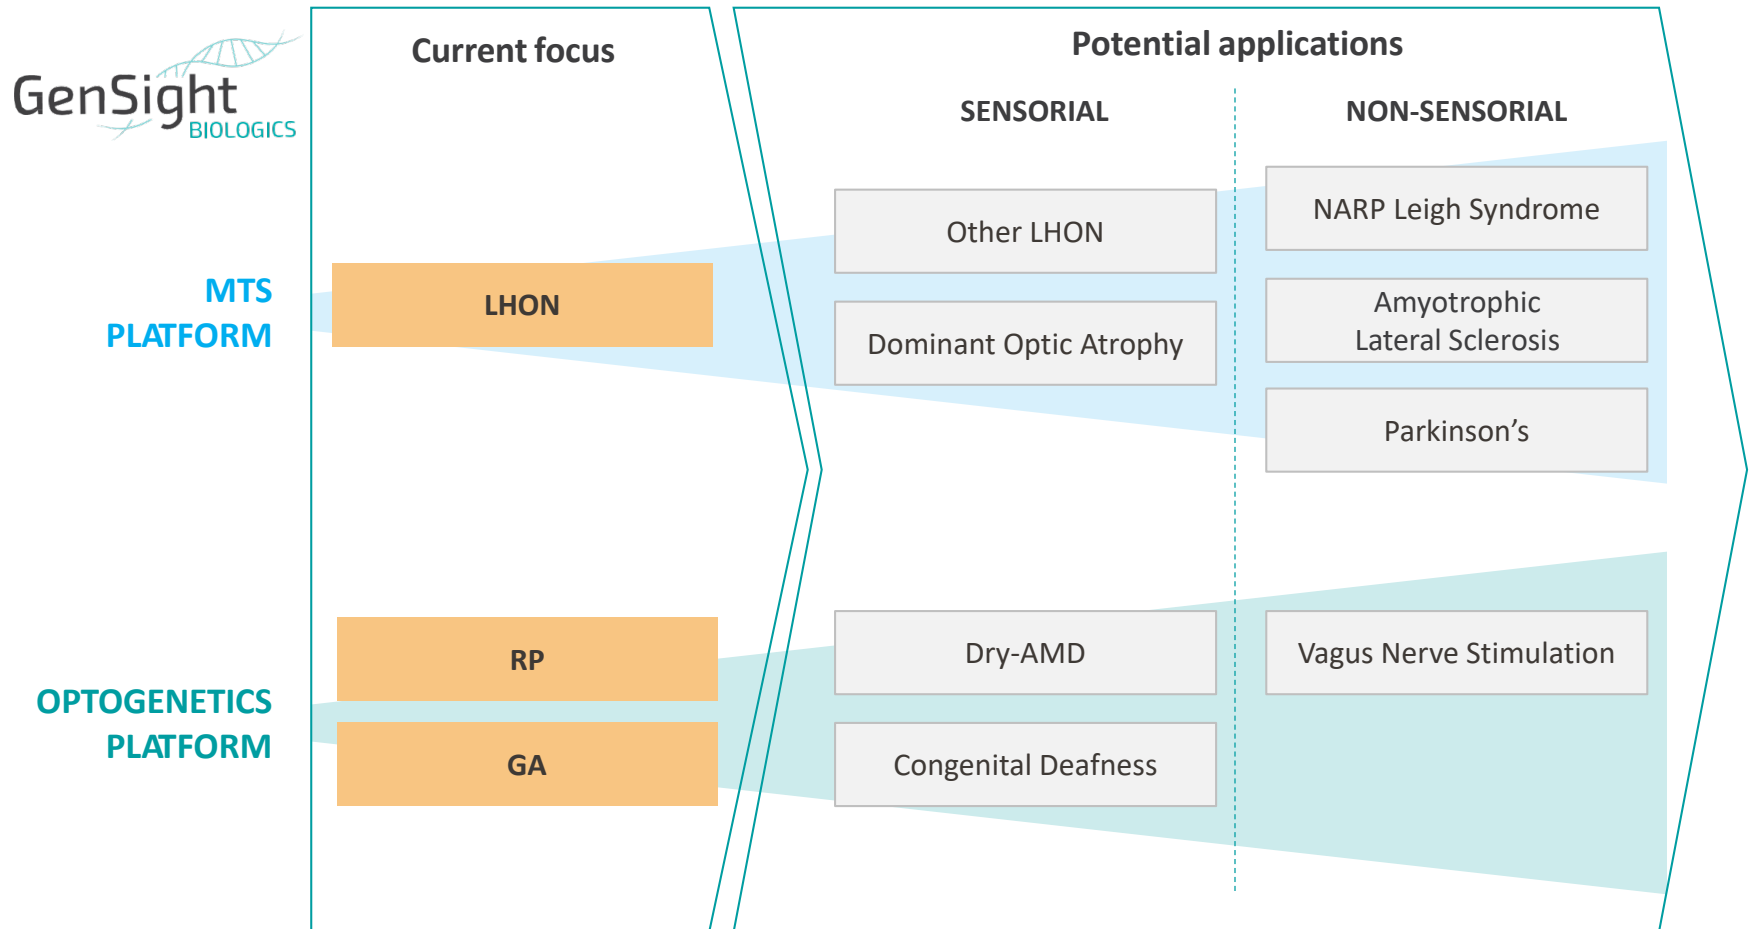 GenSight
BIOLOGICS
Current focus
Potential applications
SENSORIAL
NON-SENSORIAL
MTS
PLATFORM
LHON
Other LHON
Dominant Optic Atrophy
NARP Leigh Syndrome
Amyotrophic
Lateral Sclerosis
Parkinson’s
OPTOGENETICS
PLATFORM
RP
GA
Dry-AMD
Congenital Deafness
Vagus Nerve Stimulation